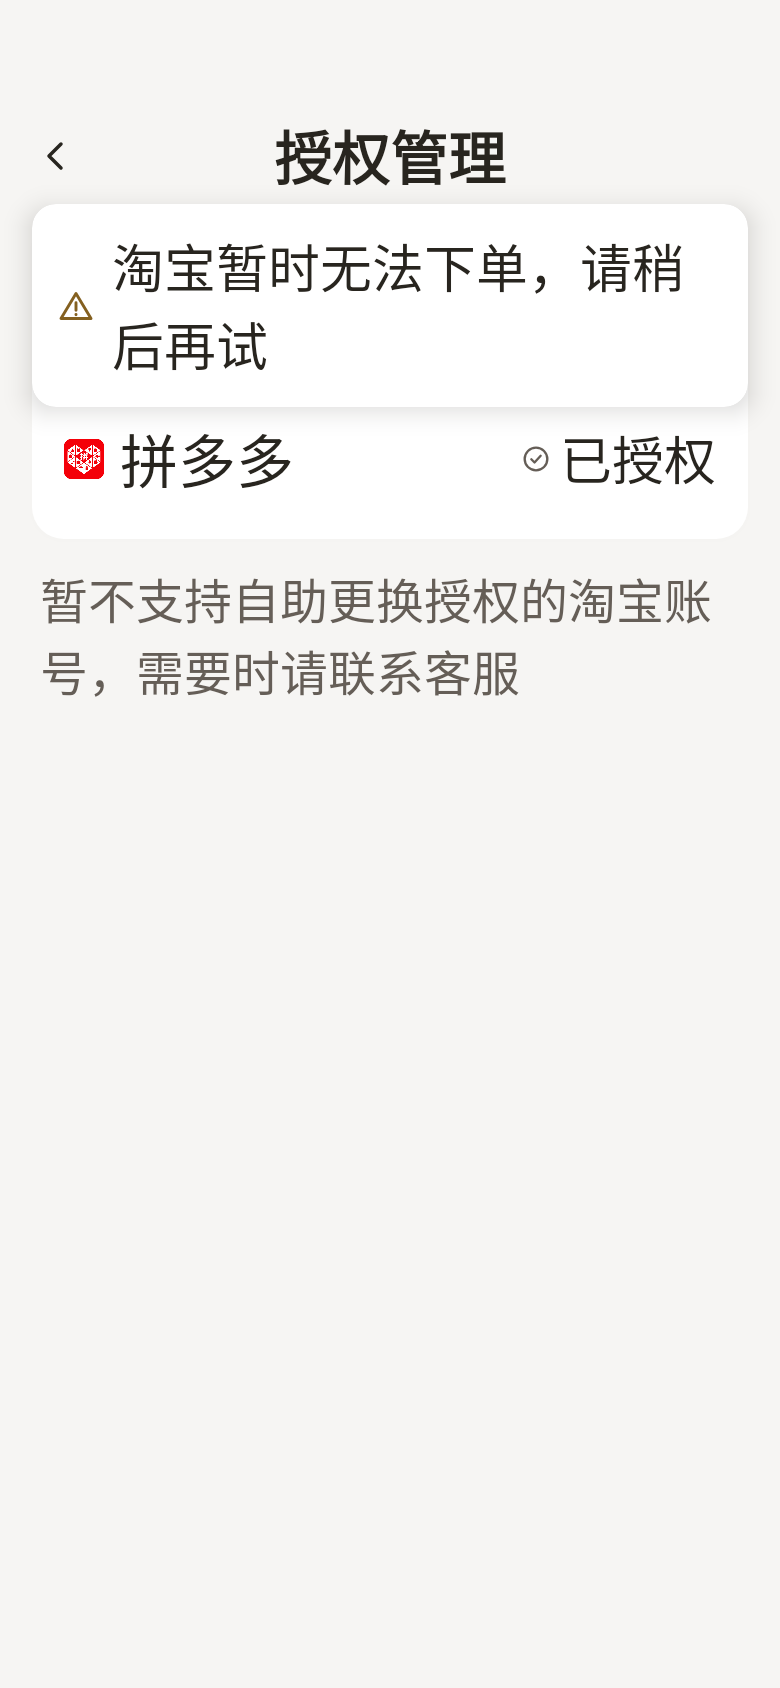 授权管理
淘宝暂时无法下单，请稍
后再试
拼多多
已授权
暂不支持自助更换授权的淘宝账
号，需要时请联系客服